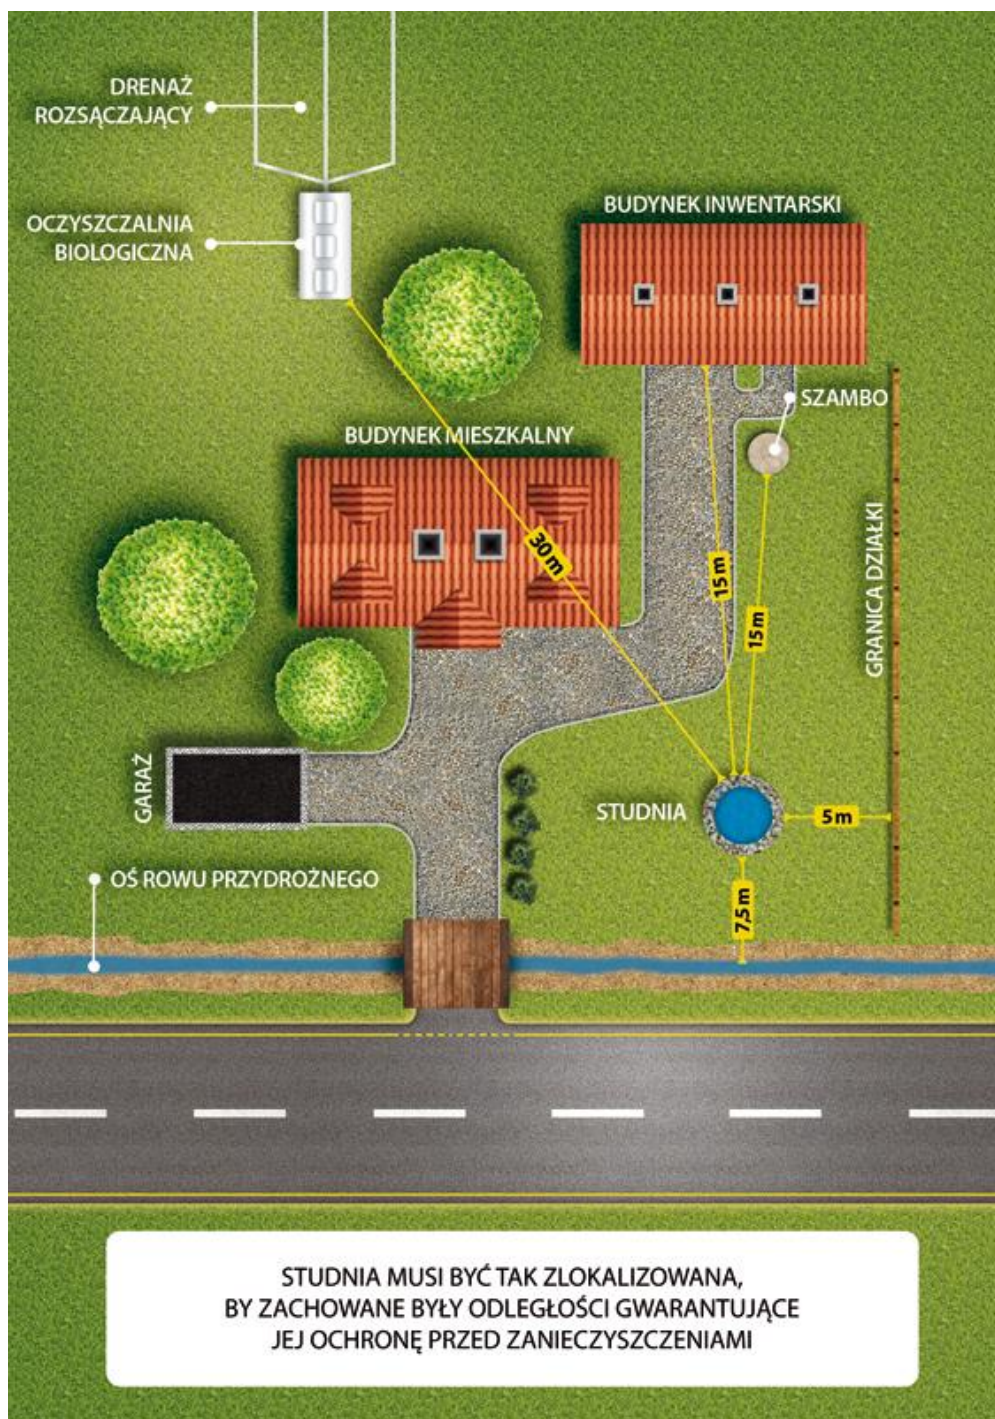 DRENAŻ
ROZSĄCZAJĄCY
BUDYNEK INWENTARSKI
OCZYSZCZALNIA
BIOLOGICZNA
SZAMBO
BUDYNEK MIESZKALNY
GRANICA DZIAŁKI
30 m
15 m
15 m
GARAŻ
STUDNIA
5 m
7,5 m
OŚ ROWU PRZYDROŻNEGO
STUDNIA MUSI BYĆ TAK ZLOKALIZOWANA,
BY ZACHOWANE BYŁY ODLEGŁOŚCI GWARANTUJĄCE
JEJ OCHRONĘ PRZED ZANIECZYSZCZENIAMI